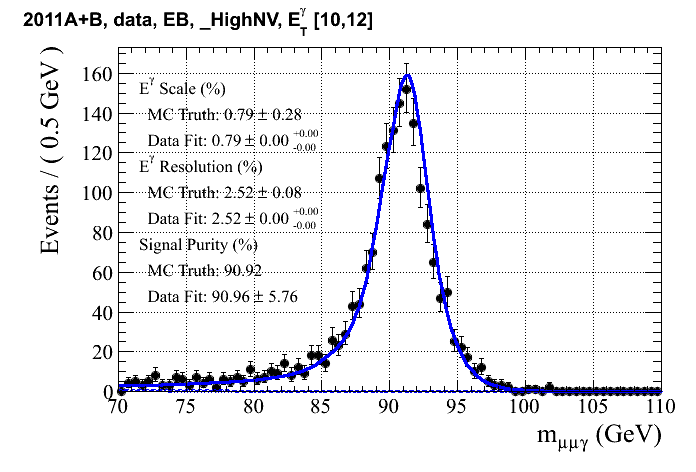 2011A+B, data, EB, _HighNV, E_T^γ [10,12]
Events / ( 0.5 GeV )
160
140
120
100
80
60
40
20
0
E^γ Scale (%)
MC Truth: 0.79 ± 0.28
Data Fit: 0.79 ± 0.00 +0.00 -0.00
E^γ Resolution (%)
MC Truth: 2.52 ± 0.08
Data Fit: 2.52 ± 0.00 +0.00 -0.00
Signal Purity (%)
MC Truth: 90.92
Data Fit: 90.96 ± 5.76
70 75 80 85 90 95 100 105 110
m_μμγ (GeV)